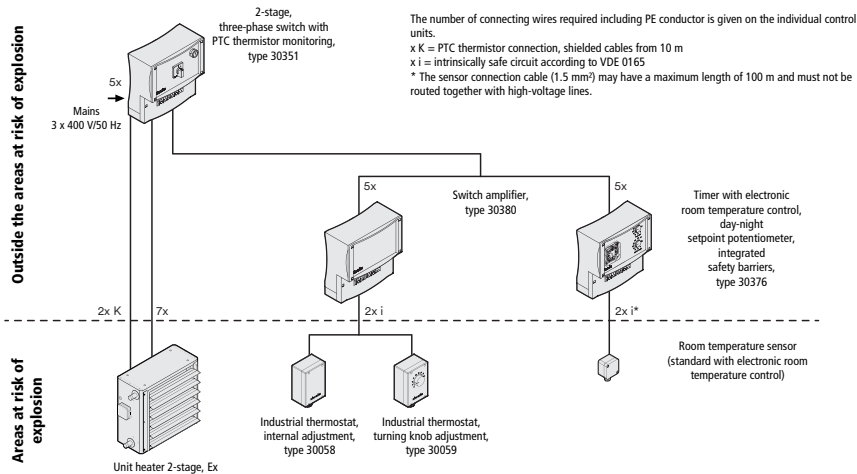 2-stage,
three-phase switch with
PTC thermistor monitoring,
type 30351
The number of connecting wires required including PE conductor is given on the individual control
units.
x K = PTC thermistor connection, shielded cables from 10 m
x i = intrinsically safe circuit according to VDE 0165
* The sensor connection cable (1.5 mm²) may have a maximum length of 100 m and must not be
routed together with high-voltage lines.
Outside the areas at risk of explosion
5x
Mains
3 x 400 V/50 Hz
5x
Switch amplifier,
type 30380
5x
Timer with electronic
room temperature control,
day-night
setpoint potentiometer,
integrated
safety barriers,
type 30376
2x K
7x
2x i
2x i*
Areas at risk of
explosion
Room temperature sensor
(standard with electronic room
temperature control)
Industrial thermostat,
internal adjustment,
type 30058
Industrial thermostat,
turning knob adjustment,
type 30059
Unit heater 2-stage, Ex